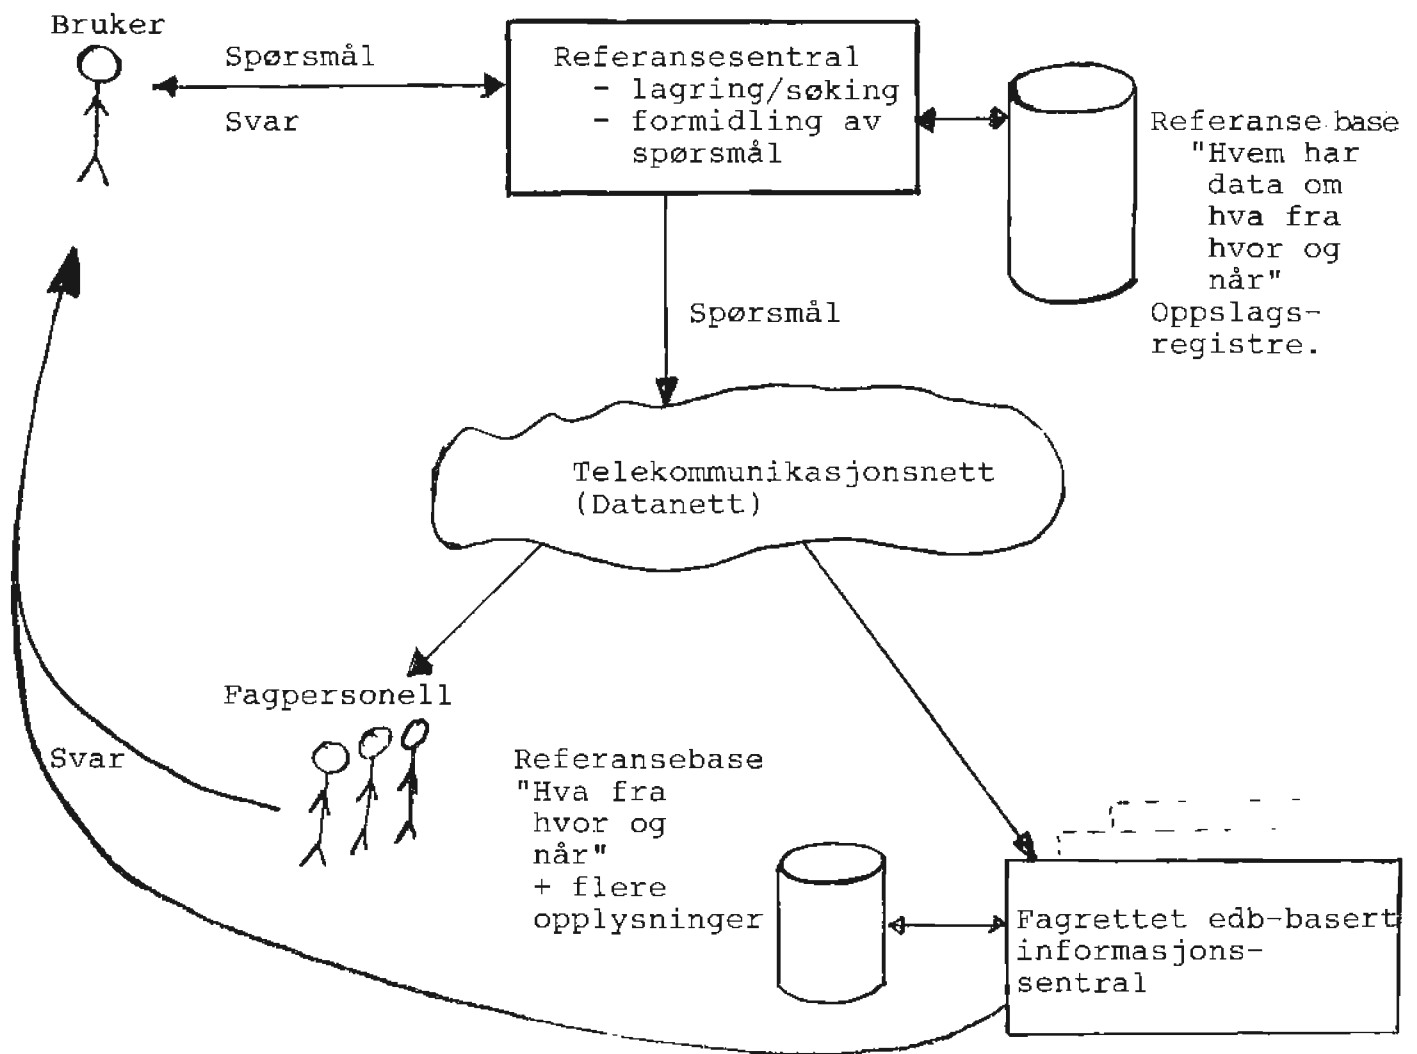 Bruker
Spørsmål
Svar
Referansesentral
- lagring/søking
- formidling av
spørsmål
Referanse base
"Hvem har
data om
hva fra
hvor og
når"
Oppslags-
registre.
Spørsmål
Telekommunikasjonsnett
(Datanett)
Fagpersonell
Svar
Referansebase
"Hva fra
hvor og
når"
+ flere
opplysninger
Fagrettet edb-basert
informasjons-
sentral